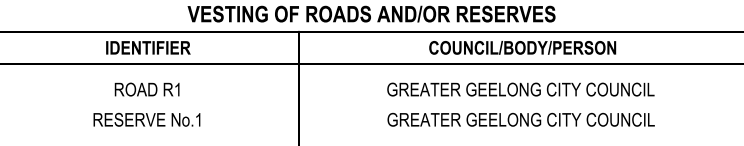 VESTING OF ROADS AND/OR RESERVES
IDENTIFIER COUNCIL/BODY/PERSON
ROAD R1 GREATER GEELONG CITY COUNCIL
RESERVE No.1 GREATER GEELONG CITY COUNCIL